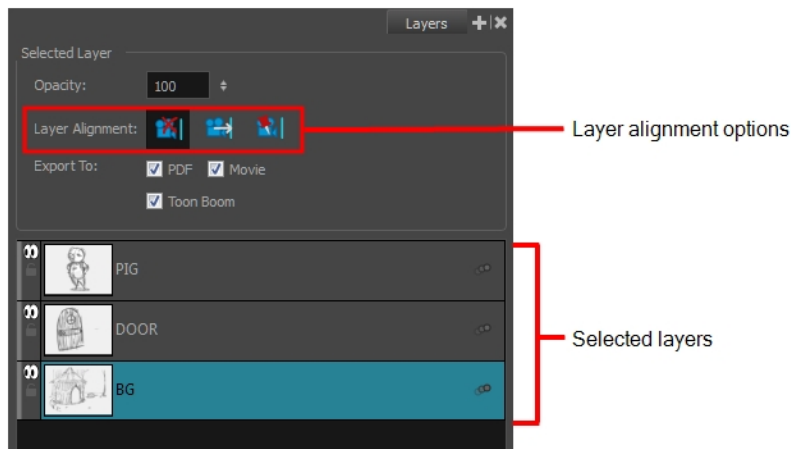 Layers
Selected Layer
Opacity: 100
Layer Alignment:
Layer alignment options
Export To: PDF Movie
Toon Boom
PIG
DOOR
Selected layers
BG